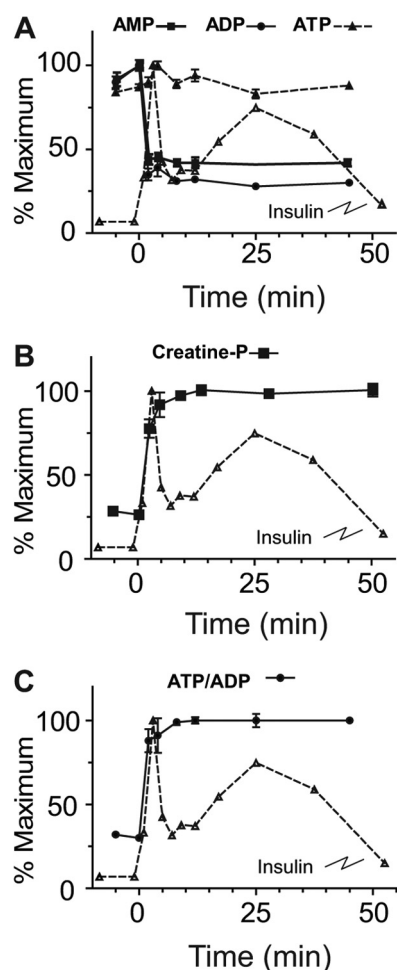 A
AMP ADP ATP
100
50
0
% Maximum
Insulin
0 25 50
Time (min)
B
Creatine-P
100
50
0
% Maximum
Insulin
0 25 50
Time (min)
C
ATP/ADP
100
50
0
% Maximum
Insulin
0 25 50
Time (min)